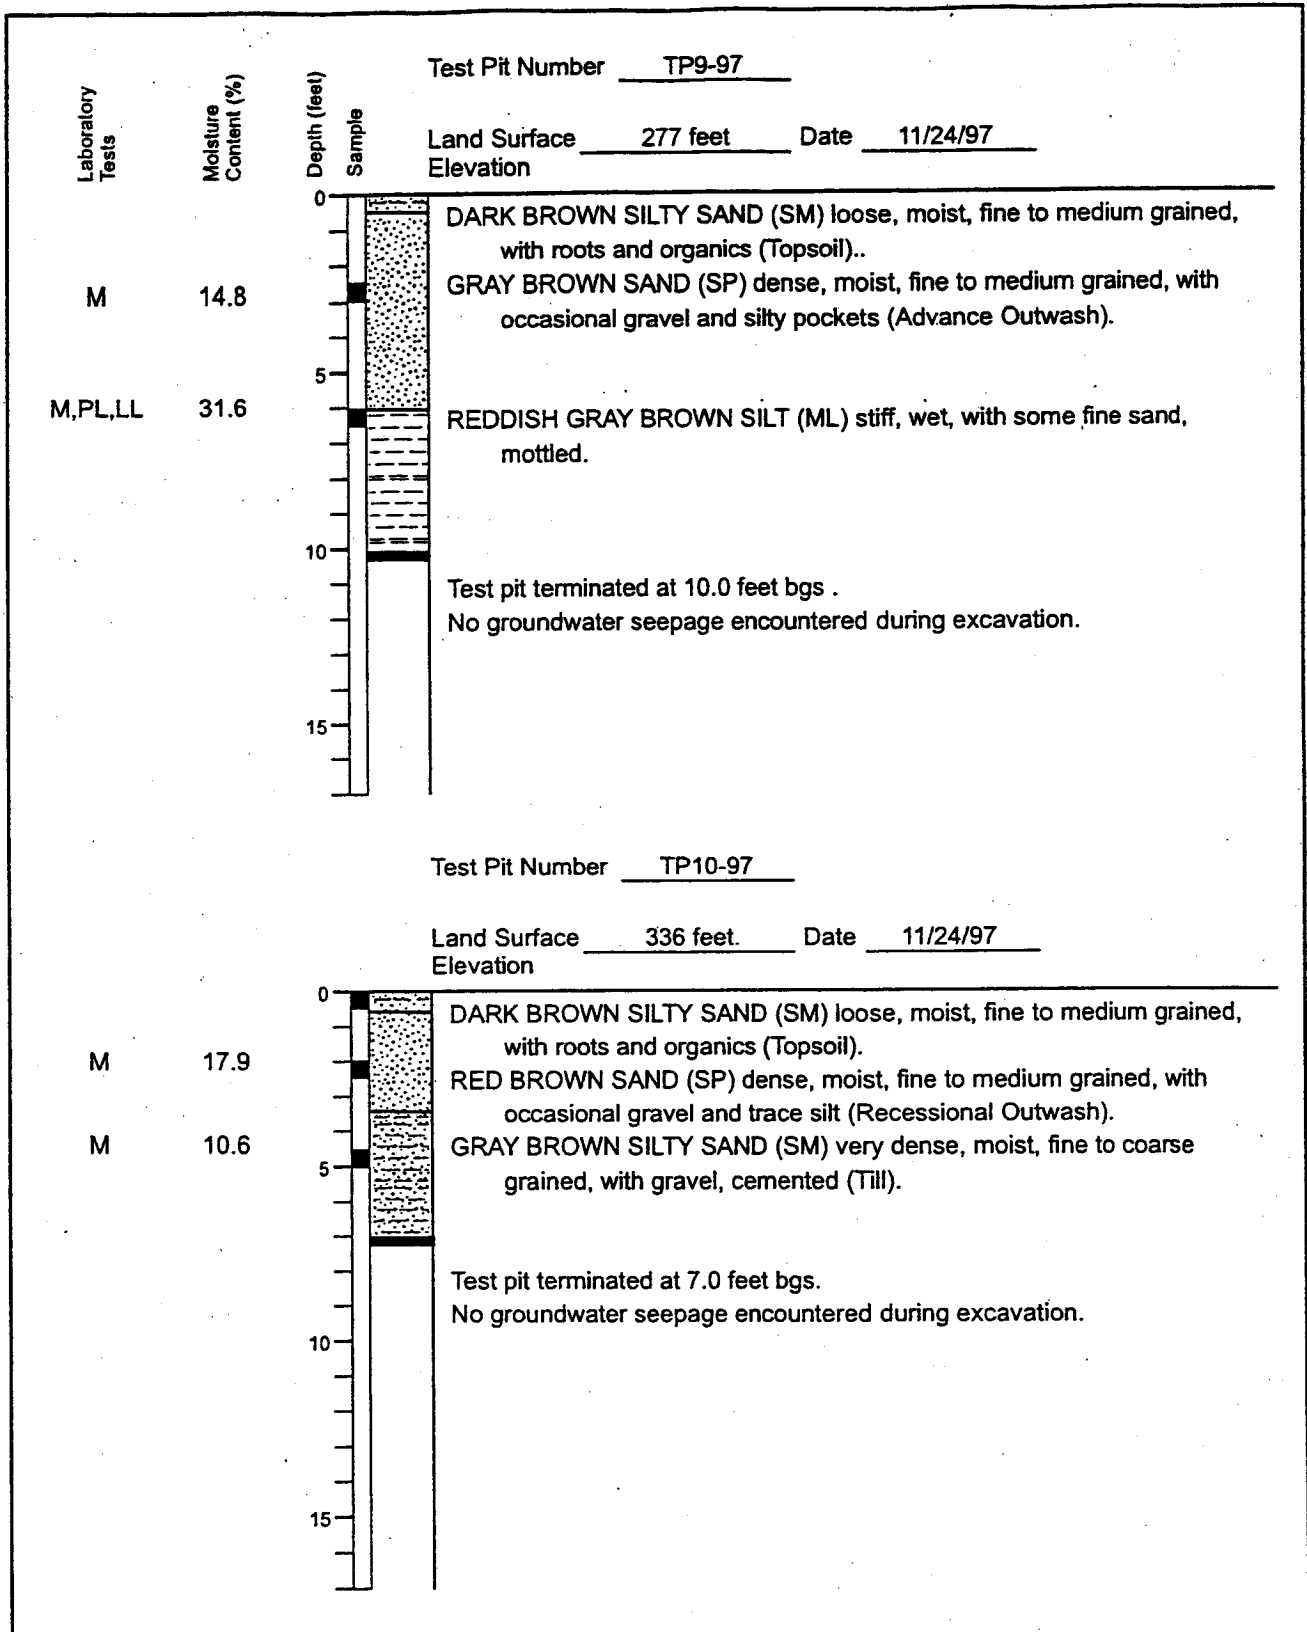 Test Pit Number TP9-97
Laboratory
Tests
Moisture
Content (%)
Depth (feet)
Sample
Land Surface 277 feet Date 11/24/97
Elevation
0
DARK BROWN SILTY SAND (SM) loose, moist, fine to medium grained,
with roots and organics (Topsoil)..
GRAY BROWN SAND (SP) dense, moist, fine to medium grained, with
M 14.8
occasional gravel and silty pockets (Advance Outwash).
5
M,PL,LL 31.6
REDDISH GRAY BROWN SILT (ML) stiff, wet, with some fine sand,
mottled.
10
Test pit terminated at 10.0 feet bgs .
No groundwater seepage encountered during excavation.
15
Test Pit Number TP10-97
Land Surface 336 feet. Date 11/24/97
Elevation
0
DARK BROWN SILTY SAND (SM) loose, moist, fine to medium grained,
with roots and organics (Topsoil).
M 17.9
RED BROWN SAND (SP) dense, moist, fine to medium grained, with
occasional gravel and trace silt (Recessional Outwash).
M 10.6
GRAY BROWN SILTY SAND (SM) very dense, moist, fine to coarse
5
grained, with gravel, cemented (Till).
Test pit terminated at 7.0 feet bgs.
No groundwater seepage encountered during excavation.
10
15